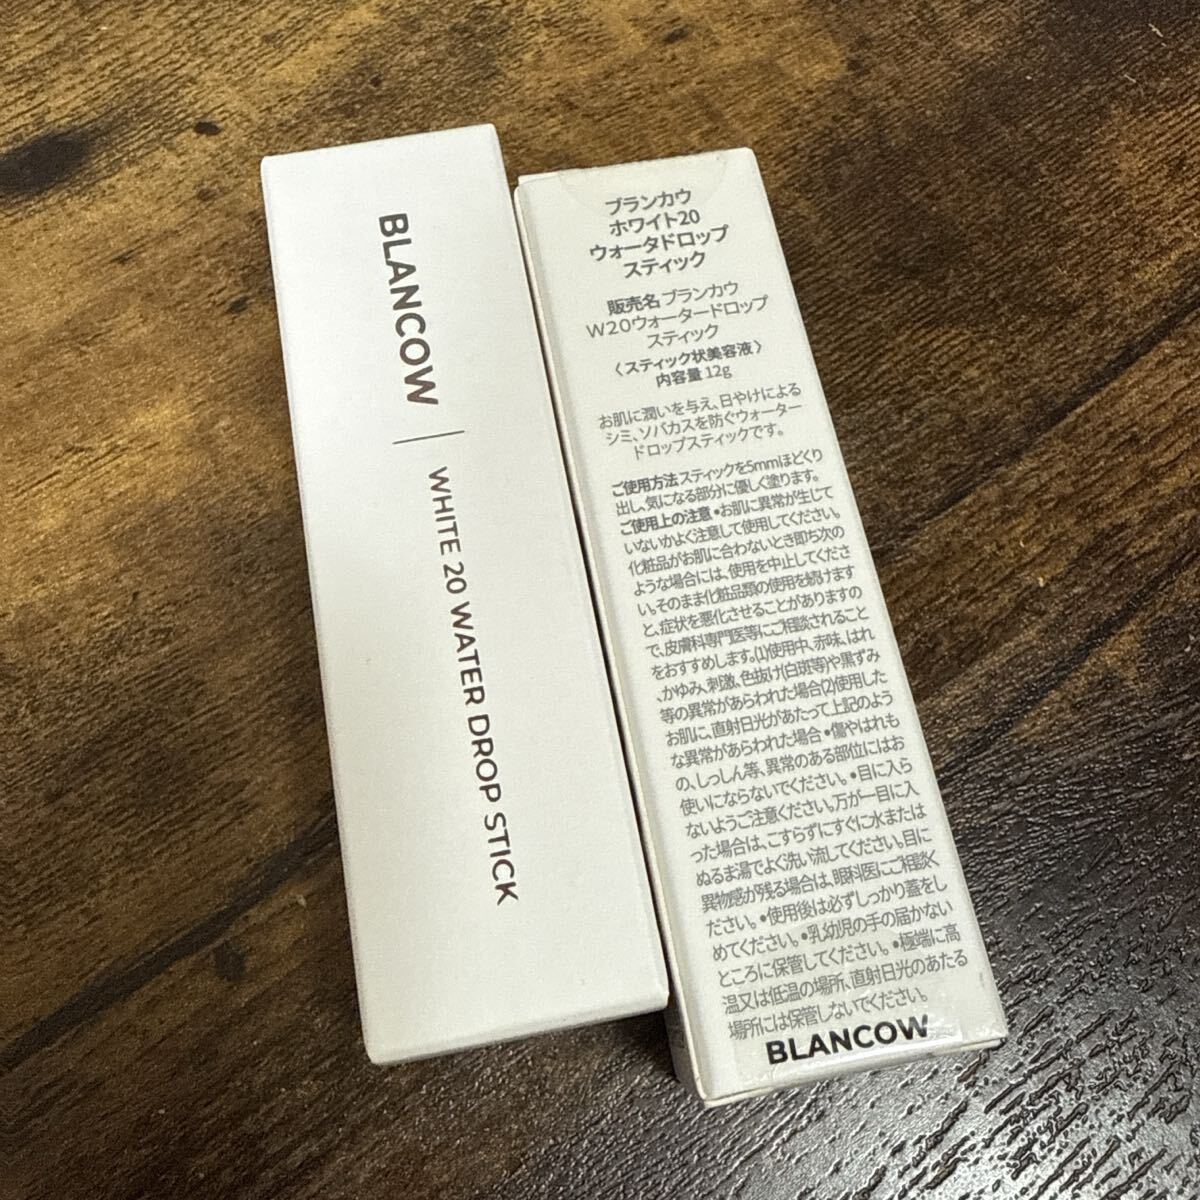 BLANCOW
WHITE 20 WATER DROP STICK
ブランカウ
ホワイト20
ウォータドロップ
スティック
販売名 ブランカウ
W20ウォータードロップ
スティック
〈スティック状美容液〉
内容量 12g
お肌に潤いを与え、日やけによる
シミ、ソバカスを防ぐウォーター
ドロップスティックです。
ご使用方法 スティックを5mmほどくり
出し、気になる部分に優しく塗ります。
ご使用上の注意 •お肌に異常が生じて
いないかよく注意して使用してください。
化粧品がお肌に合わないとき即ち次の
ような場合には、使用を中止してくださ
い。そのまま化粧品類の使用を続けます
と、症状を悪化させることがありますの
で、皮膚科専門医等にご相談されること
をおすすめします。(1)使用中、赤味、はれ
、かゆみ、刺激、色抜け(白斑等)や黒ずみ
等の異常があらわれた場合(2)使用した
お肌に、直射日光があたって上記のよう
な異常があらわれた場合 •傷やはれも
の、しっしん等、異常のある部位にはお
使いにならないでください。 •目に入ら
ないようご注意ください。万が一目に入
った場合は、こすらずにすぐに水または
ぬるま湯でよく洗い流してください。目に
異物感が残る場合は、眼科医にご相談く
ださい。 •使用後は必ずしっかり蓋をし
めてください。 •乳幼児の手の届かない
ところに保管してください。 •極端に高
温又は低温の場所、直射日光のあたる
場所には保管しないでください。
BLANCOW